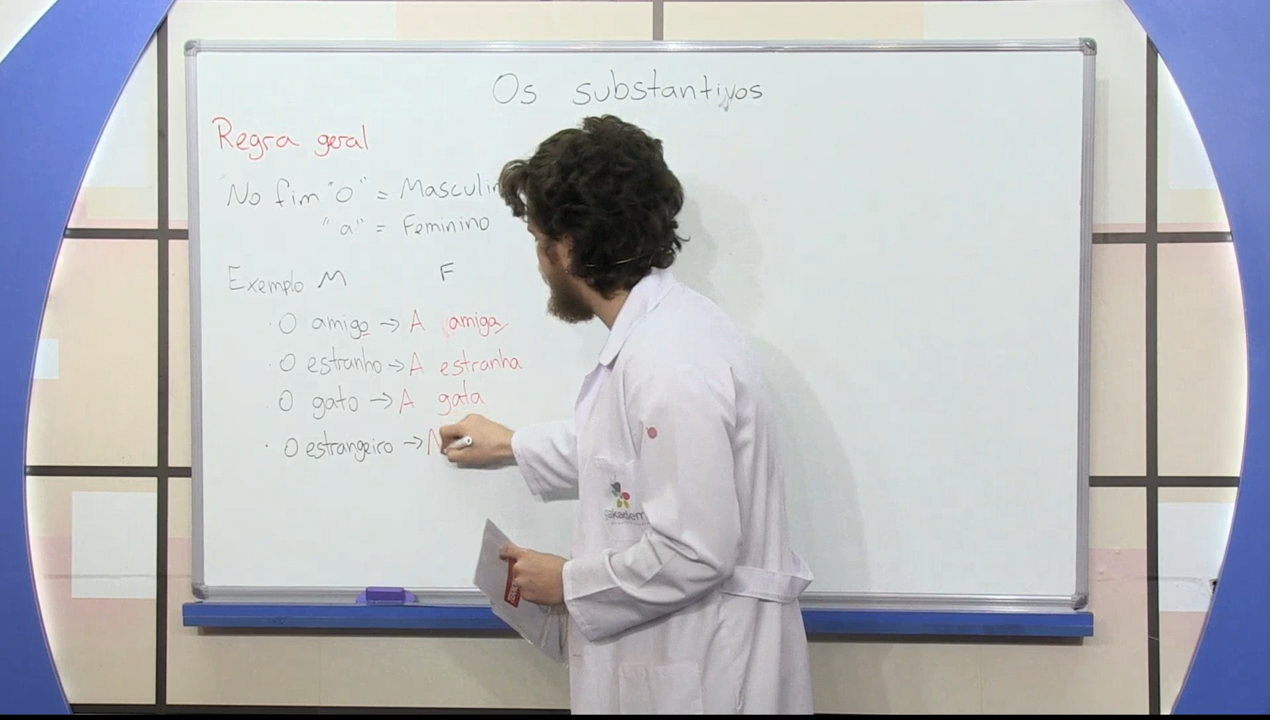 Os substantivos
Regra geral
No fim "o" = Masculin
"a" = Feminino
Exemplo M F
· O amigo → A amiga
· O estranho → A estranha
· O gato → A gata
· O estrangeiro → A